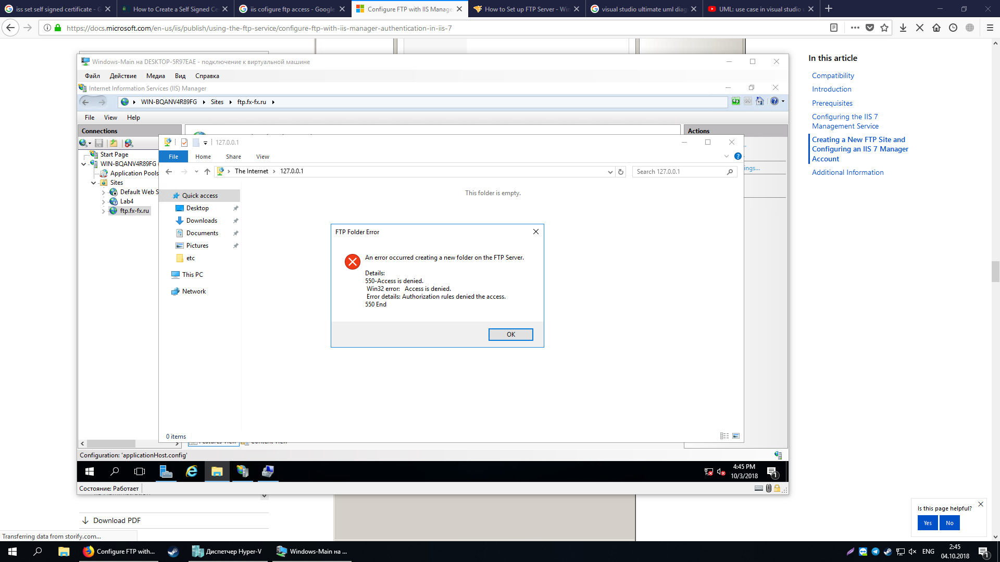 iss set self signed certificate - G
How to Create a Self Signed Ce
iis cofigure ftp access - Google
Configure FTP with IIS Manage
How to Set up FTP Server - Win
visual studio ultimate uml diag
UML: use case in visual studio
https://docs.microsoft.com/en-us/iis/publish/using-the-ftp-service/configure-ftp-with-iis-manager-authentication-in-iis-7
Windows-Main на DESKTOP-5R97EAE - подключение к виртуальной машине
Файл Действие Медиа Вид Справка
Internet Information Services (IIS) Manager
WIN-BQANV4R89FG Sites ftp.fx-fx.ru
File View Help
Connections
Start Page
WIN-BQANV4R89FG
Application Pools
Sites
Default Web S
Lab4
ftp.fx-fx.ru
Actions
ings...
127.0.0.1
File Home Share View
The Internet 127.0.0.1
Search 127.0.0.1
Quick access
Desktop
Downloads
Documents
Pictures
etc
This PC
Network
This folder is empty.
FTP Folder Error
An error occurred creating a new folder on the FTP Server.
Details:
550-Access is denied.
Win32 error: Access is denied.
Error details: Authorization rules denied the access.
550 End
OK
0 items
Configuration: 'applicationHost.config'
4:45 PM
10/3/2018
1
Состояние: Работает
In this article
Compatibility
Introduction
Prerequisites
Configuring the IIS 7
Management Service
Creating a New FTP Site and
Configuring an IIS 7 Manager
Account
Additional Information
Download PDF
Is this page helpful?
Yes No
Transferring data from storify.com...
Configure FTP with...
Диспетчер Hyper-V
Windows-Main на ...
ENG
2:45
04.10.2018
1